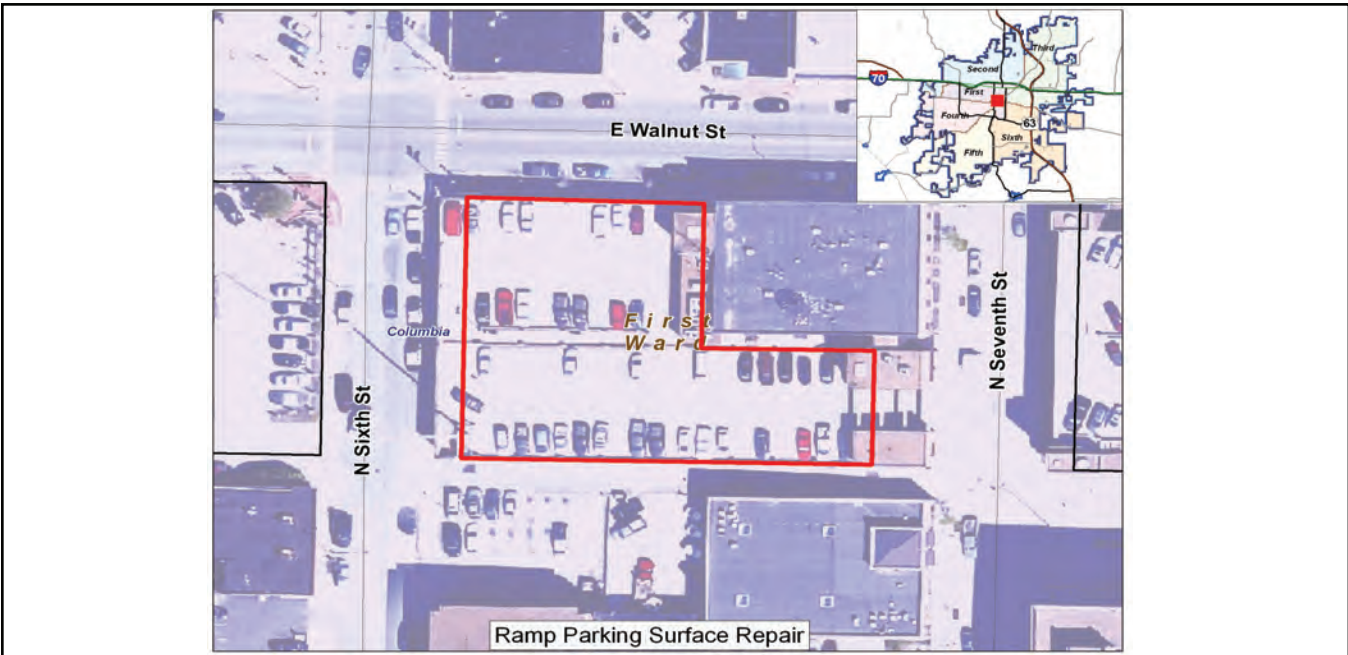 Third
Second
70
First
Fourth
63
Sixth
Fifth
E Walnut St
First
Ward
Columbia
N Sixth St
N Seventh St
Ramp Parking Surface Repair